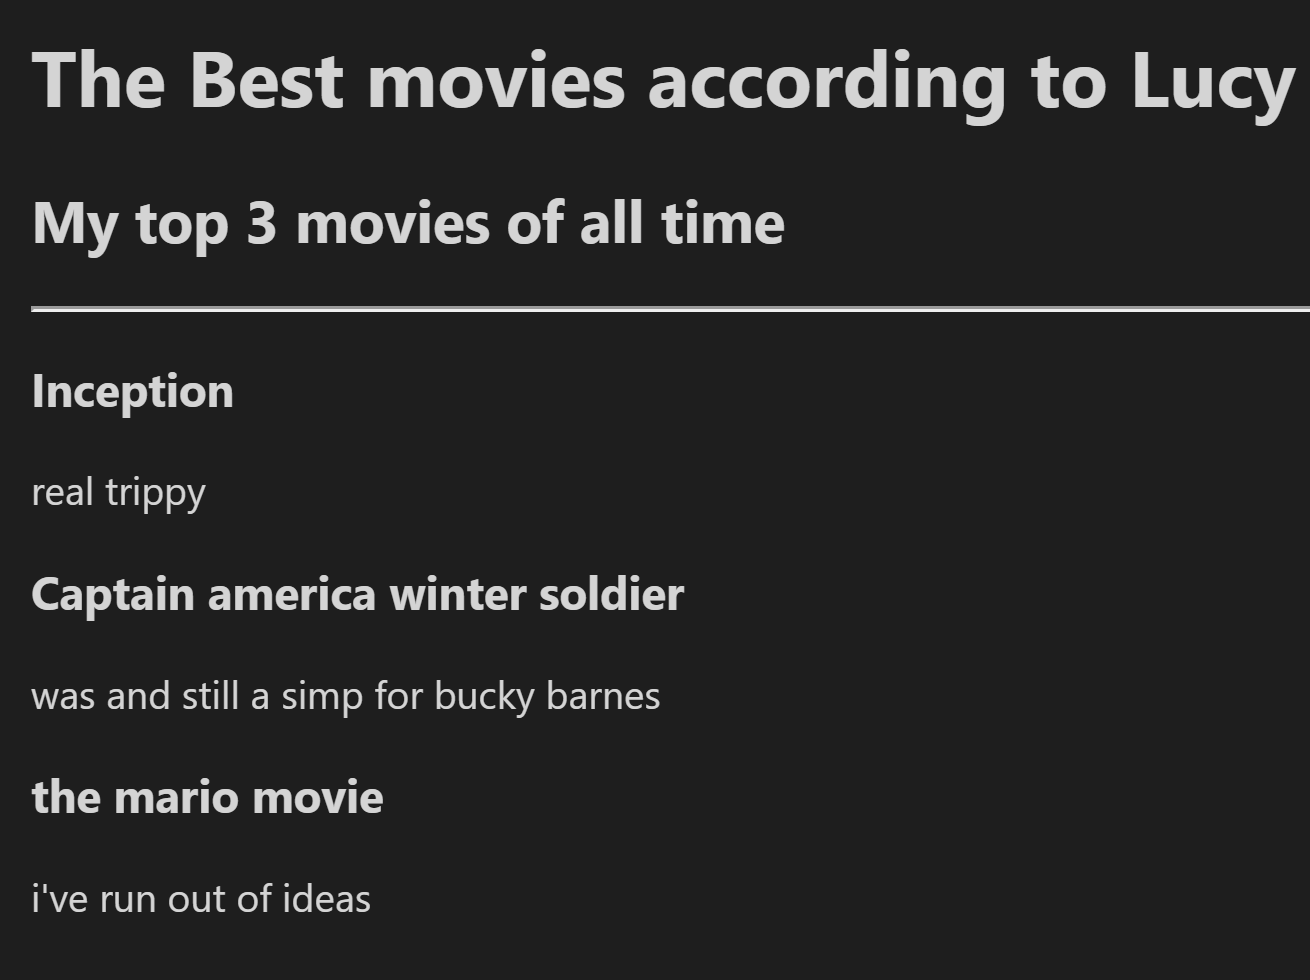 The Best movies according to Lucy
My top 3 movies of all time
Inception
real trippy
Captain america winter soldier
was and still a simp for bucky barnes
the mario movie
i've run out of ideas